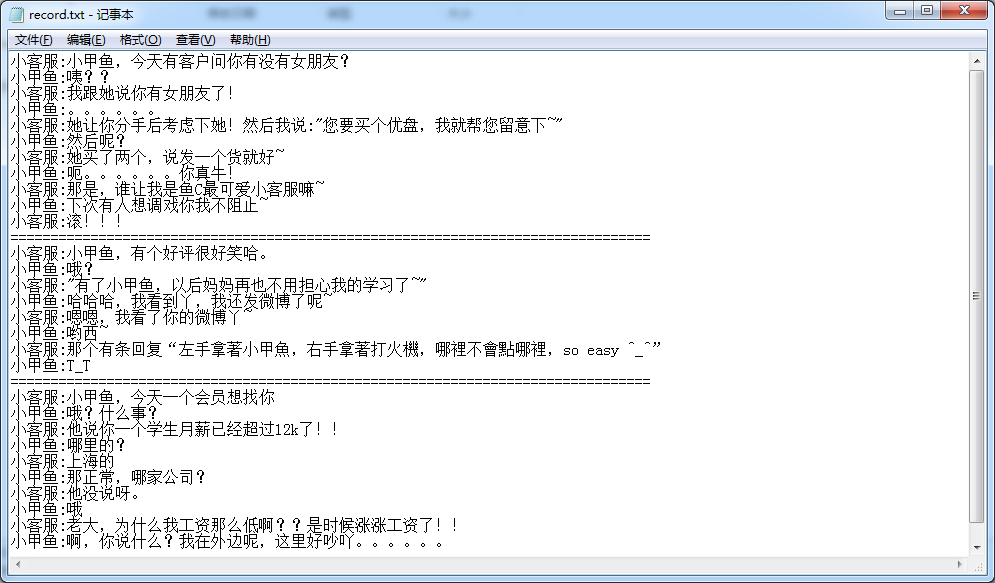 record.txt - 记事本
文件(F) 编辑(E) 格式(O) 查看(V) 帮助(H)
小客服:小甲鱼，今天有客户问你有没有女朋友？
小甲鱼:咦？？
小客服:我跟她说你有女朋友了！
小甲鱼:。。。。。。
小客服:她让你分手后考虑下她！然后我说:"您要买个优盘，我就帮您留意下~"
小甲鱼:然后呢？
小客服:她买了两个，说发一个货就好~
小甲鱼:呃。。。。。。你真牛！
小客服:那是，谁让我是鱼C最可爱小客服嘛~
小甲鱼:下次有人想调戏你我不阻止~
小客服:滚！！！
================================================================================
小客服:小甲鱼，有个好评很好笑哈。
小甲鱼:哦？
小客服:"有了小甲鱼，以后妈妈再也不用担心我的学习了~"
小甲鱼:哈哈哈，我看到丫，我还发微博了呢~
小客服:嗯嗯，我看了你的微博丫~
小甲鱼:哟西~
小客服:那个有条回复“左手拿著小甲魚，右手拿著打火機，哪裡不會點哪裡，so easy ^_^”
小甲鱼:T_T
================================================================================
小客服:小甲鱼，今天一个会员想找你
小甲鱼:哦？什么事？
小客服:他说你一个学生月薪已经超过12k了！！
小甲鱼:哪里的？
小客服:上海的
小甲鱼:那正常，哪家公司？
小客服:他没说呀。
小甲鱼:哦
小客服:老大，为什么我工资那么低啊？？是时候涨涨工资了！！
小甲鱼:啊，你说什么？我在外边呢，这里好吵吖。。。。。。